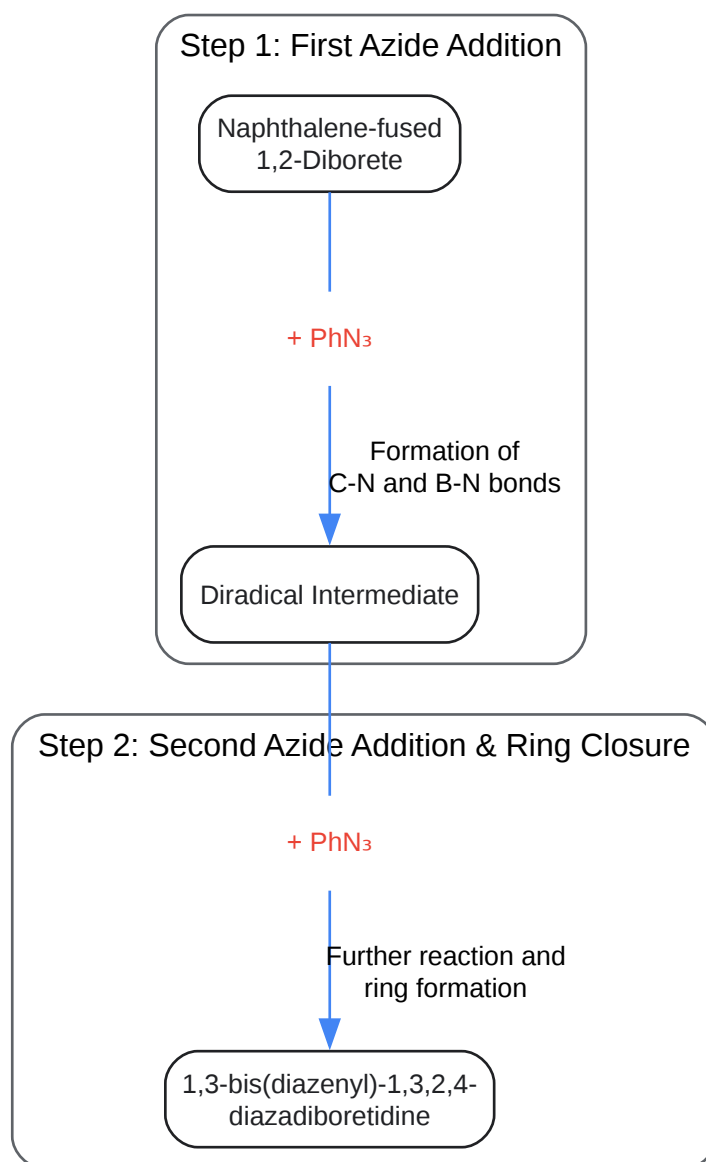 Step 1: First Azide Addition
Naphthalene-fused
1,2-Diborete
+ PhN₃
Formation of
C-N and B-N bonds
Diradical Intermediate
Step 2: Second Azide Addition & Ring Closure
+ PhN₃
Further reaction and
ring formation
1,3-bis(diazenyl)-1,3,2,4-
diazadiboretidine